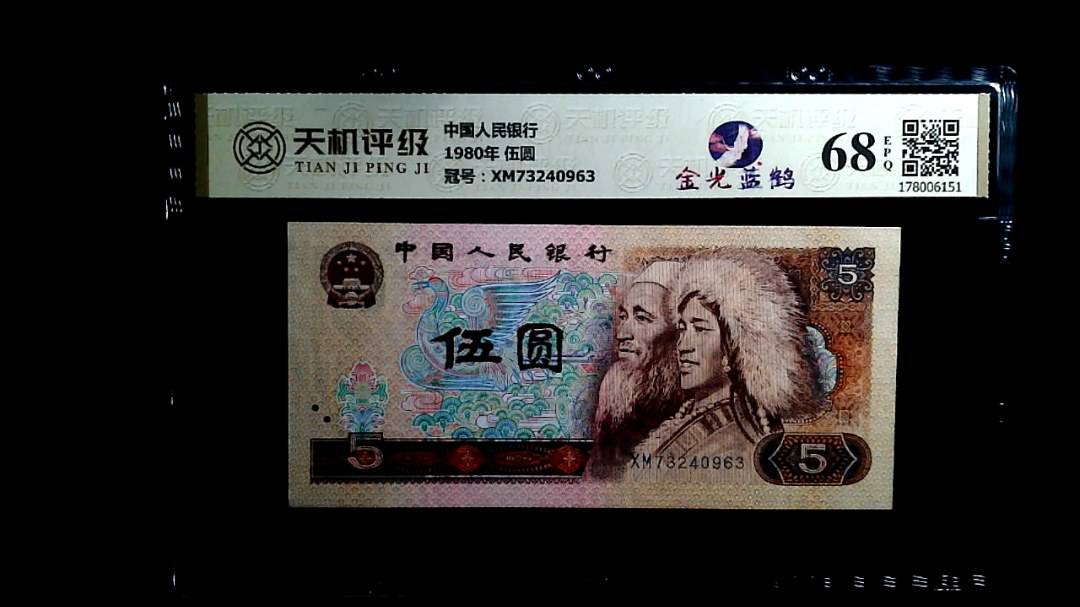 天机评级
TIAN JI PING JI
中国人民银行
1980年 伍圆
冠号：XM73240963
金光蓝鹤
68
EPQ
178006151
中国人民银行
5
伍圆
5
XM73240963
5